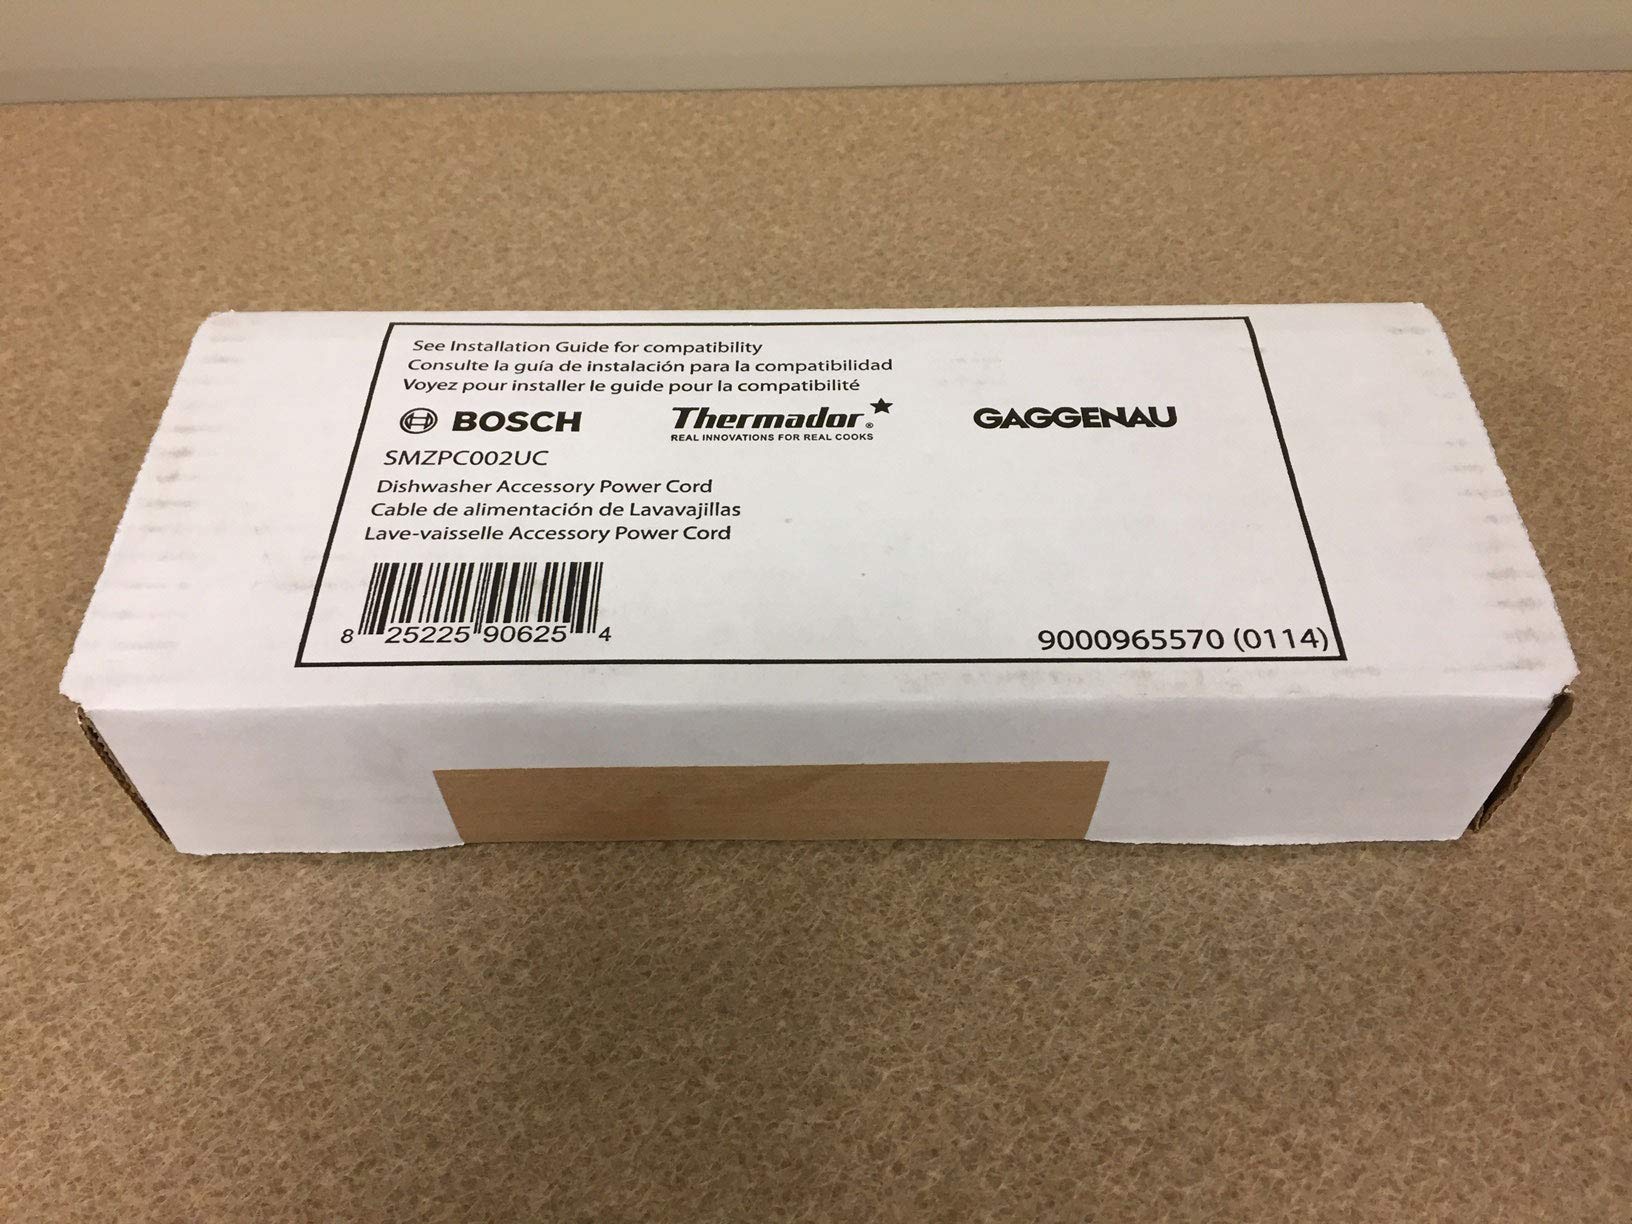 See Installation Guide for compatibility
Consulte la guía de instalación para la compatibilidad
Voyez pour installer le guide pour la compatibilité
BOSCH Thermador® GAGGENAU
REAL INNOVATIONS FOR REAL COOKS
SMZPC002UC
Dishwasher Accessory Power Cord
Cable de alimentación de Lavavajillas
Lave-vaisselle Accessory Power Cord
8 25225 90625 4
9000965570 (0114)